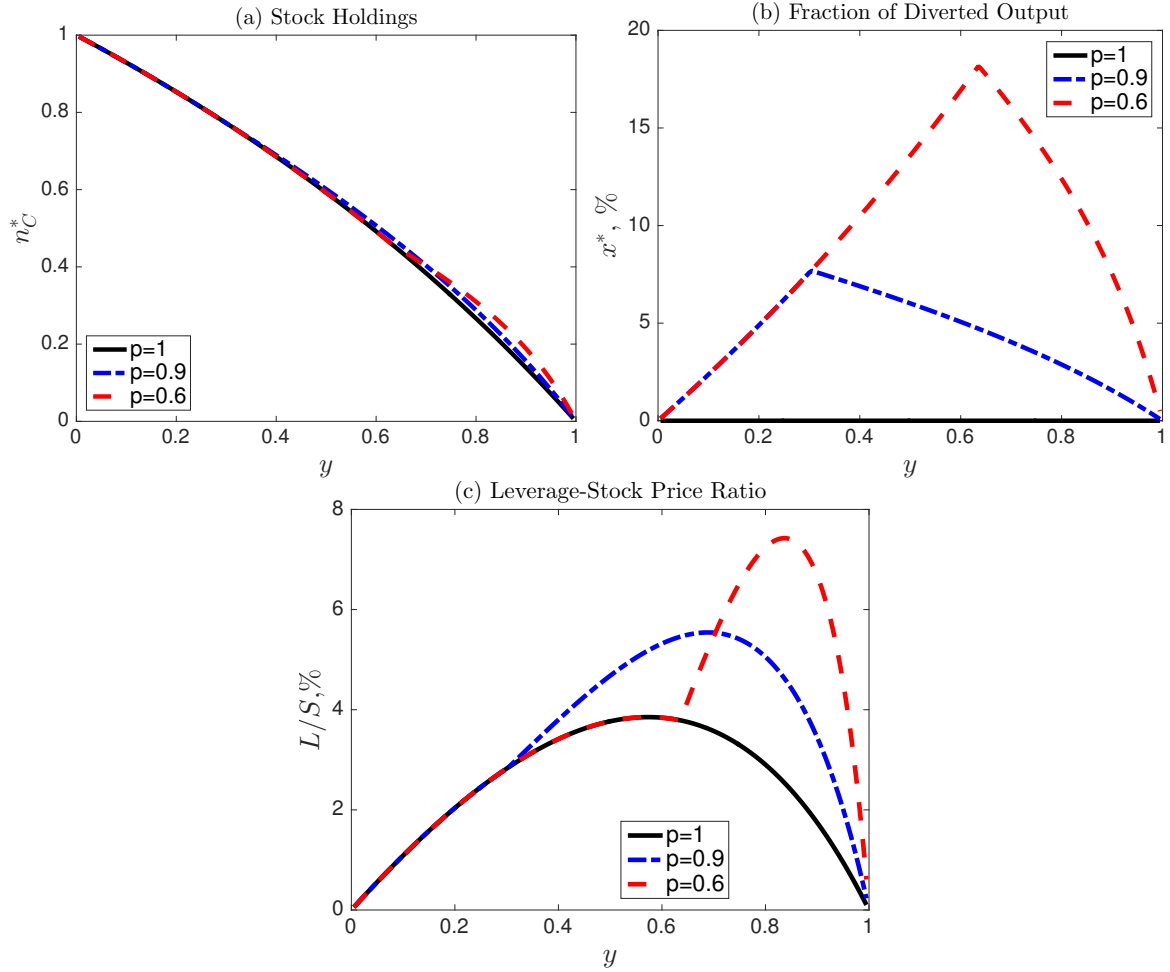 (a) Stock Holdings
1
0.8
0.6
0.4
0.2
0
0
0.2
0.4
0.6
0.8
1
n*_C
y
p=1
p=0.9
p=0.6
(b) Fraction of Diverted Output
20
15
10
5
0
0
0.2
0.4
0.6
0.8
1
x*, %
y
p=1
p=0.9
p=0.6
(c) Leverage-Stock Price Ratio
8
6
4
2
0
0
0.2
0.4
0.6
0.8
1
L/S,%
y
p=1
p=0.9
p=0.6